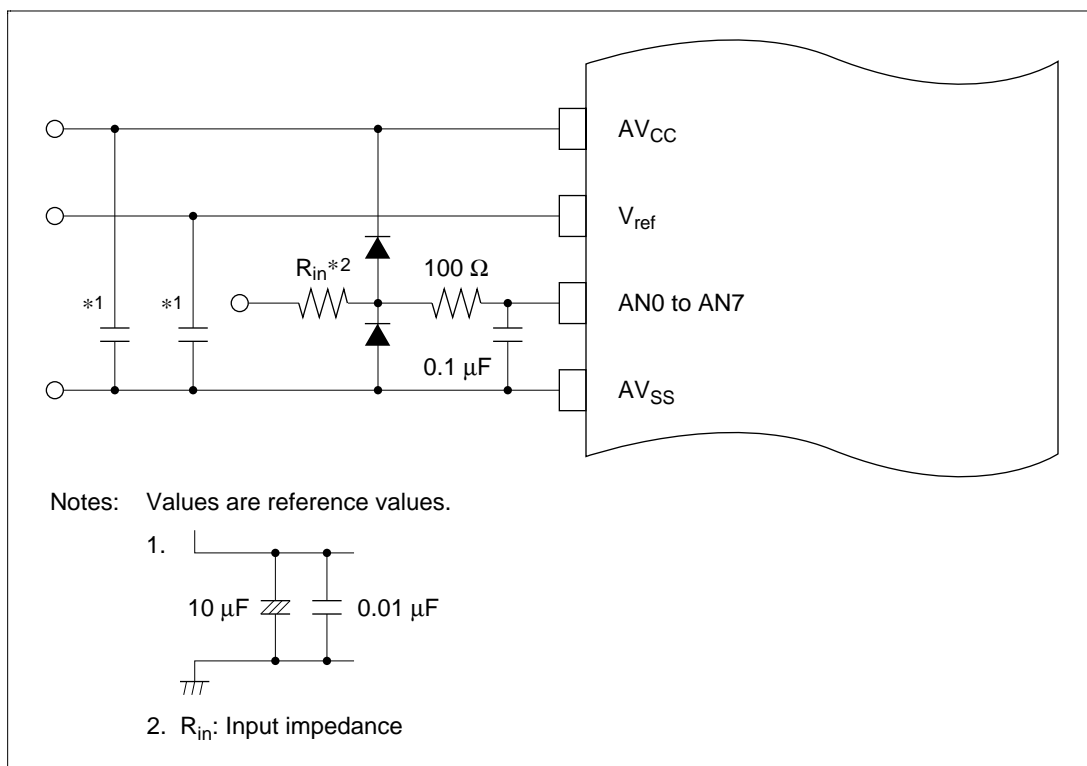 AVCC
Vref
Rin*2
100 Ω
*1
*1
AN0 to AN7
0.1 μF
AVSS
Notes: Values are reference values.
1.
10 μF
0.01 μF
2. Rin: Input impedance